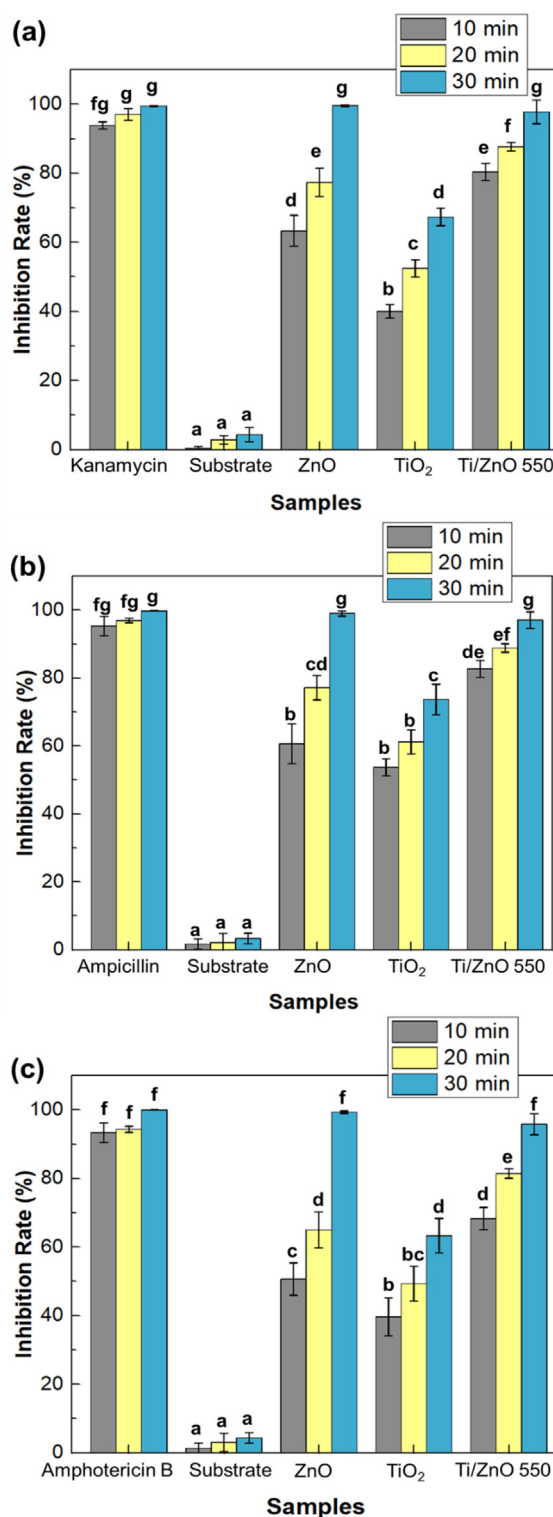 (a)
10 min
20 min
30 min
Inhibition Rate (%)
100
80
60
40
20
0
fg g g
a a a
d e g
b c d
e f g
Kanamycin Substrate ZnO TiO₂ Ti/ZnO 550
Samples
(b)
10 min
20 min
30 min
Inhibition Rate (%)
100
80
60
40
20
0
fg fg g
a a a
b cd g
b b c
de ef g
Ampicillin Substrate ZnO TiO₂ Ti/ZnO 550
Samples
(c)
10 min
20 min
30 min
Inhibition Rate (%)
100
80
60
40
20
0
f f f
a a a
c d f
b bc d
d e f
Amphotericin B Substrate ZnO TiO₂ Ti/ZnO 550
Samples